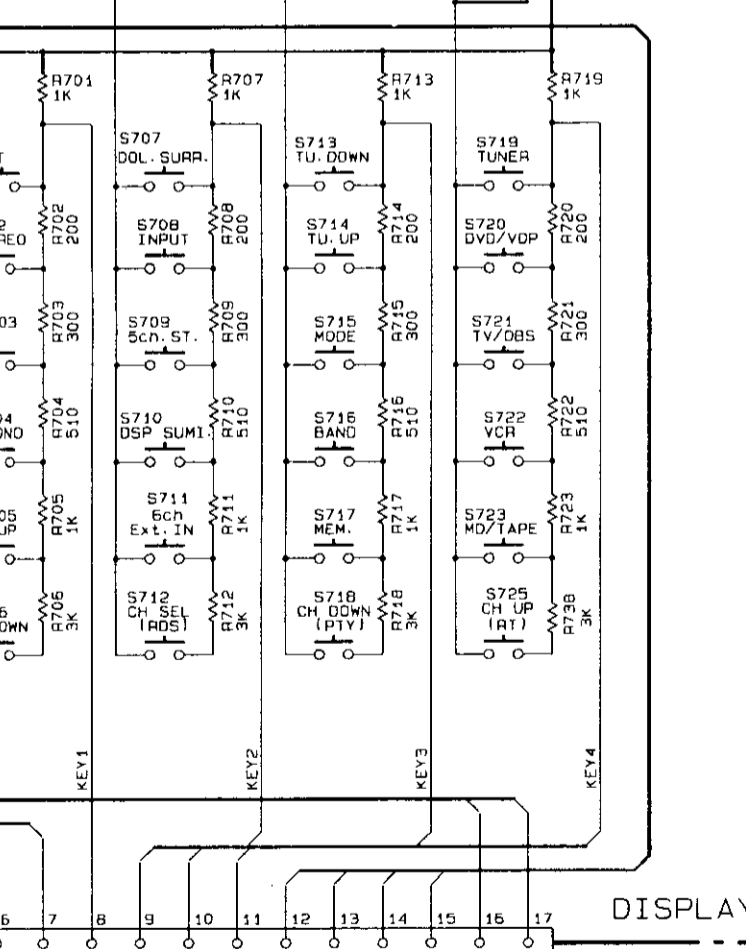 R701
1K
R707
1K
R713
1K
R719
1K
S707
DOL. SURR.
S713
TU. DOWN
S719
TUNER
R702
200
S708
INPUT
R708
200
S714
TU. UP
R714
200
S720
DVD/VDP
R720
200
R703
300
S709
5ch. ST.
R709
300
S715
MODE
R715
300
S721
TV/DBS
R721
300
R704
510
S710
DSP SUMI.
R710
510
S716
BAND
R716
510
S722
VCR
R722
510
R705
1K
S711
6ch
Ext. IN
R711
1K
S717
MEM.
R717
1K
S723
MD/TAPE
R723
1K
R706
3K
S712
CH SEL
(RDS)
R712
3K
S718
CH DOWN
(PTY)
R718
3K
S725
CH UP
(RT)
R738
3K
KEY1
KEY2
KEY3
KEY4
6 7 8 9 10 11 12 13 14 15 16 17
DISPLAY